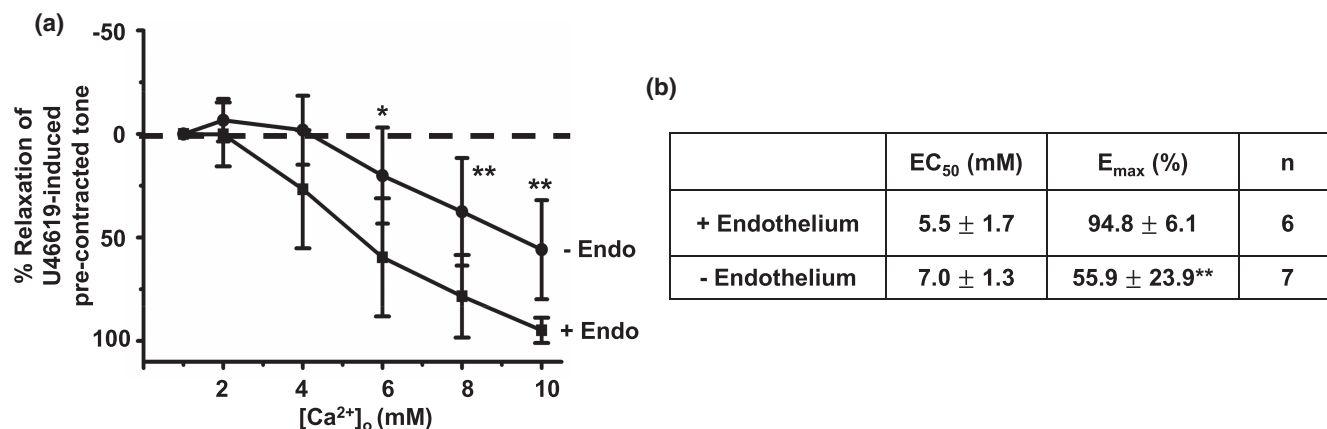 (a)
-50
0
50
100
% Relaxation of
U46619-induced
pre-contracted tone
*
**
**
- Endo
+ Endo
2 4 6 8 10
[Ca²⁺]ₒ (mM)
(b)
EC₅₀ (mM) Eₘₐₓ (%) n
+ Endothelium 5.5 ± 1.7 94.8 ± 6.1 6
- Endothelium 7.0 ± 1.3 55.9 ± 23.9** 7